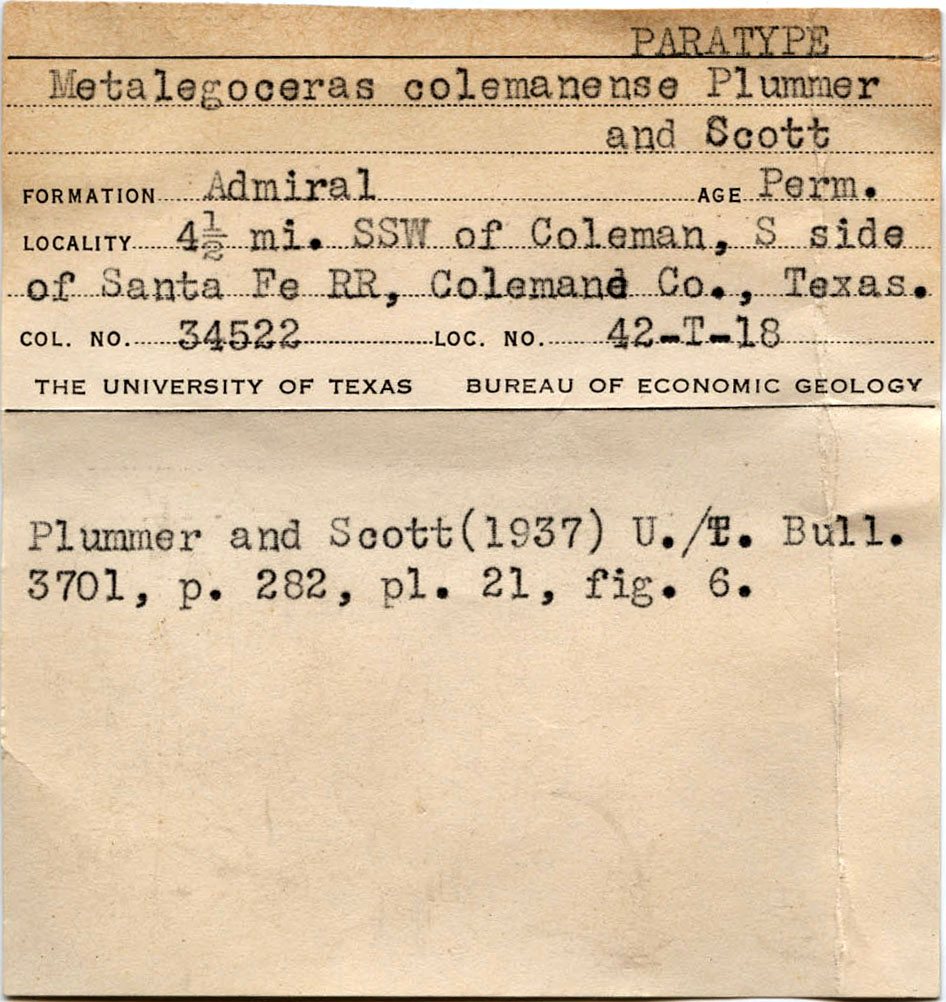 PARATYPE
Metalegoceras colemanense Plummer
and Scott
FORMATION Admiral AGE Perm.
LOCALITY 4½ mi. SSW of Coleman, S side
of Santa Fe RR, Colemand Co., Texas.
COL. NO. 34522 LOC. NO. 42-T-18
THE UNIVERSITY OF TEXAS BUREAU OF ECONOMIC GEOLOGY
Plummer and Scott(1937) U./T. Bull.
3701, p. 282, pl. 21, fig. 6.